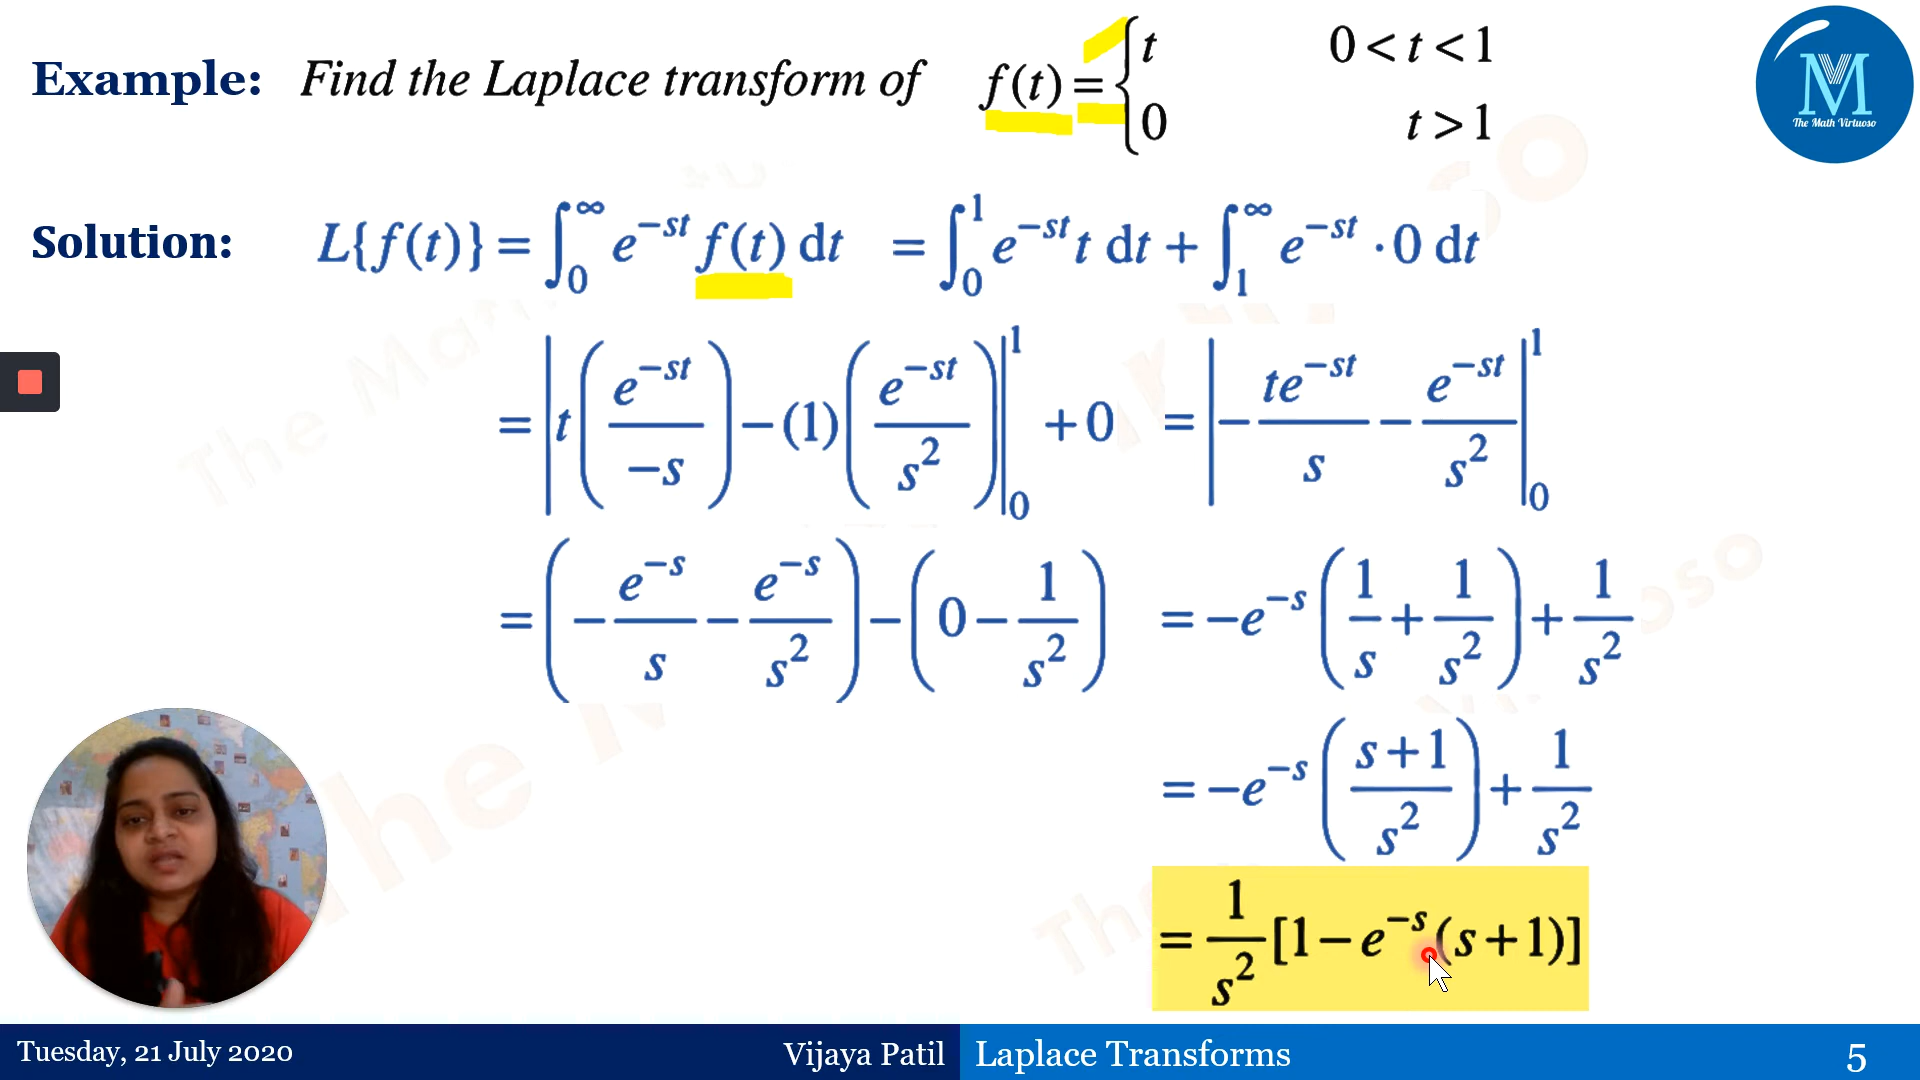 Example: Find the Laplace transform of f(t) = { t 0 < t < 1
0 t > 1
M
The Math Virtuoso
Solution: L{f(t)} = ∫₀^∞ e^{−st} f(t) dt = ∫₀^1 e^{−st} t dt + ∫₁^∞ e^{−st} · 0 dt
= | t (e^{−st} / −s) − (1) (e^{−st} / s²) |₀^1 + 0 = | − te^{−st} / s − e^{−st} / s² |₀^1
= (− e^{−s} / s − e^{−s} / s²) − (0 − 1 / s²) = −e^{−s} (1 / s + 1 / s²) + 1 / s²
= −e^{−s} ((s + 1) / s²) + 1 / s²
= 1 / s² [1 − e^{−s} (s + 1)]
Tuesday, 21 July 2020 Vijaya Patil Laplace Transforms 5